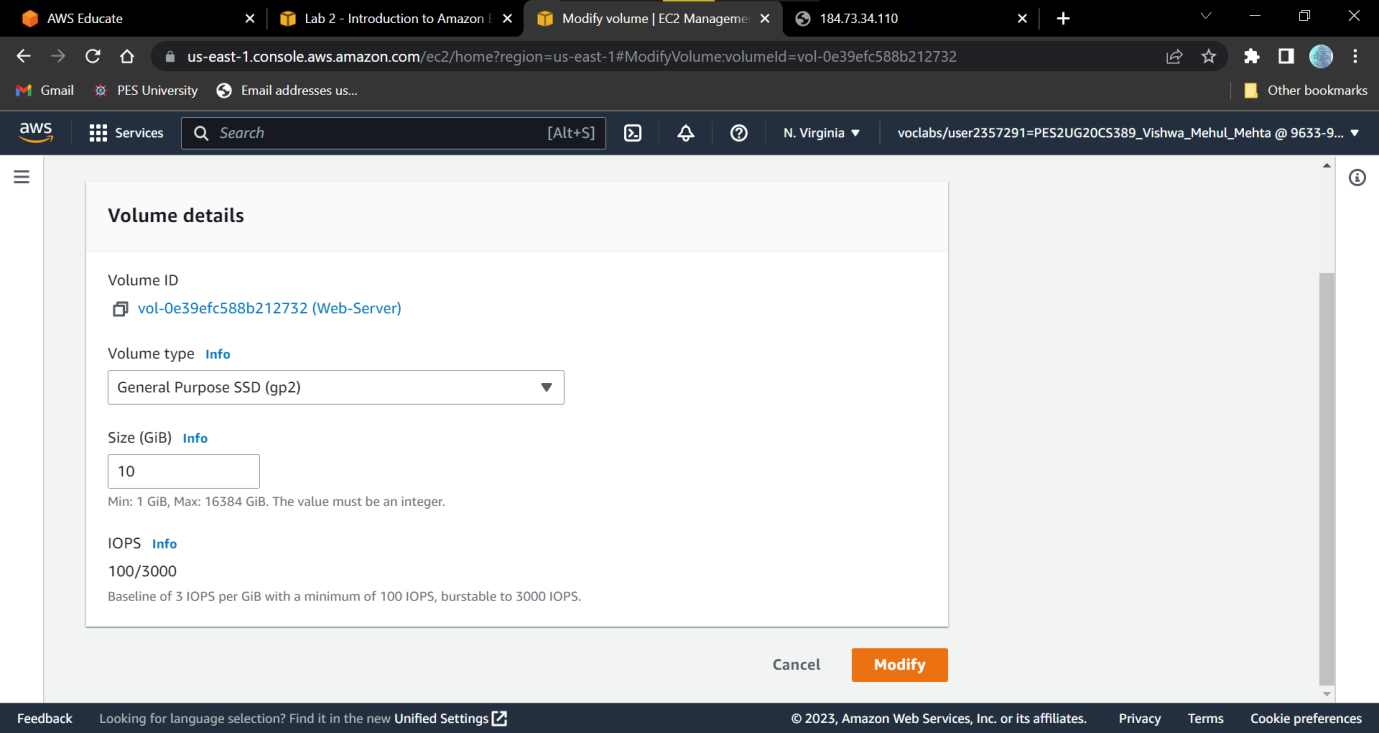 AWS Educate
Lab 2 - Introduction to Amazon E
Modify volume | EC2 Manageme
184.73.34.110
us-east-1.console.aws.amazon.com/ec2/home?region=us-east-1#ModifyVolume:volumeId=vol-0e39efc588b212732
Gmail
PES University
Email addresses us...
Other bookmarks
aws
Services
Search
[Alt+S]
N. Virginia
voclabs/user2357291=PES2UG20CS389_Vishwa_Mehul_Mehta @ 9633-9...
Volume details
Volume ID
vol-0e39efc588b212732 (Web-Server)
Volume type Info
General Purpose SSD (gp2)
Size (GiB) Info
10
Min: 1 GiB, Max: 16384 GiB. The value must be an integer.
IOPS Info
100/3000
Baseline of 3 IOPS per GiB with a minimum of 100 IOPS, burstable to 3000 IOPS.
Cancel
Modify
Feedback
Looking for language selection? Find it in the new Unified Settings
© 2023, Amazon Web Services, Inc. or its affiliates.
Privacy
Terms
Cookie preferences